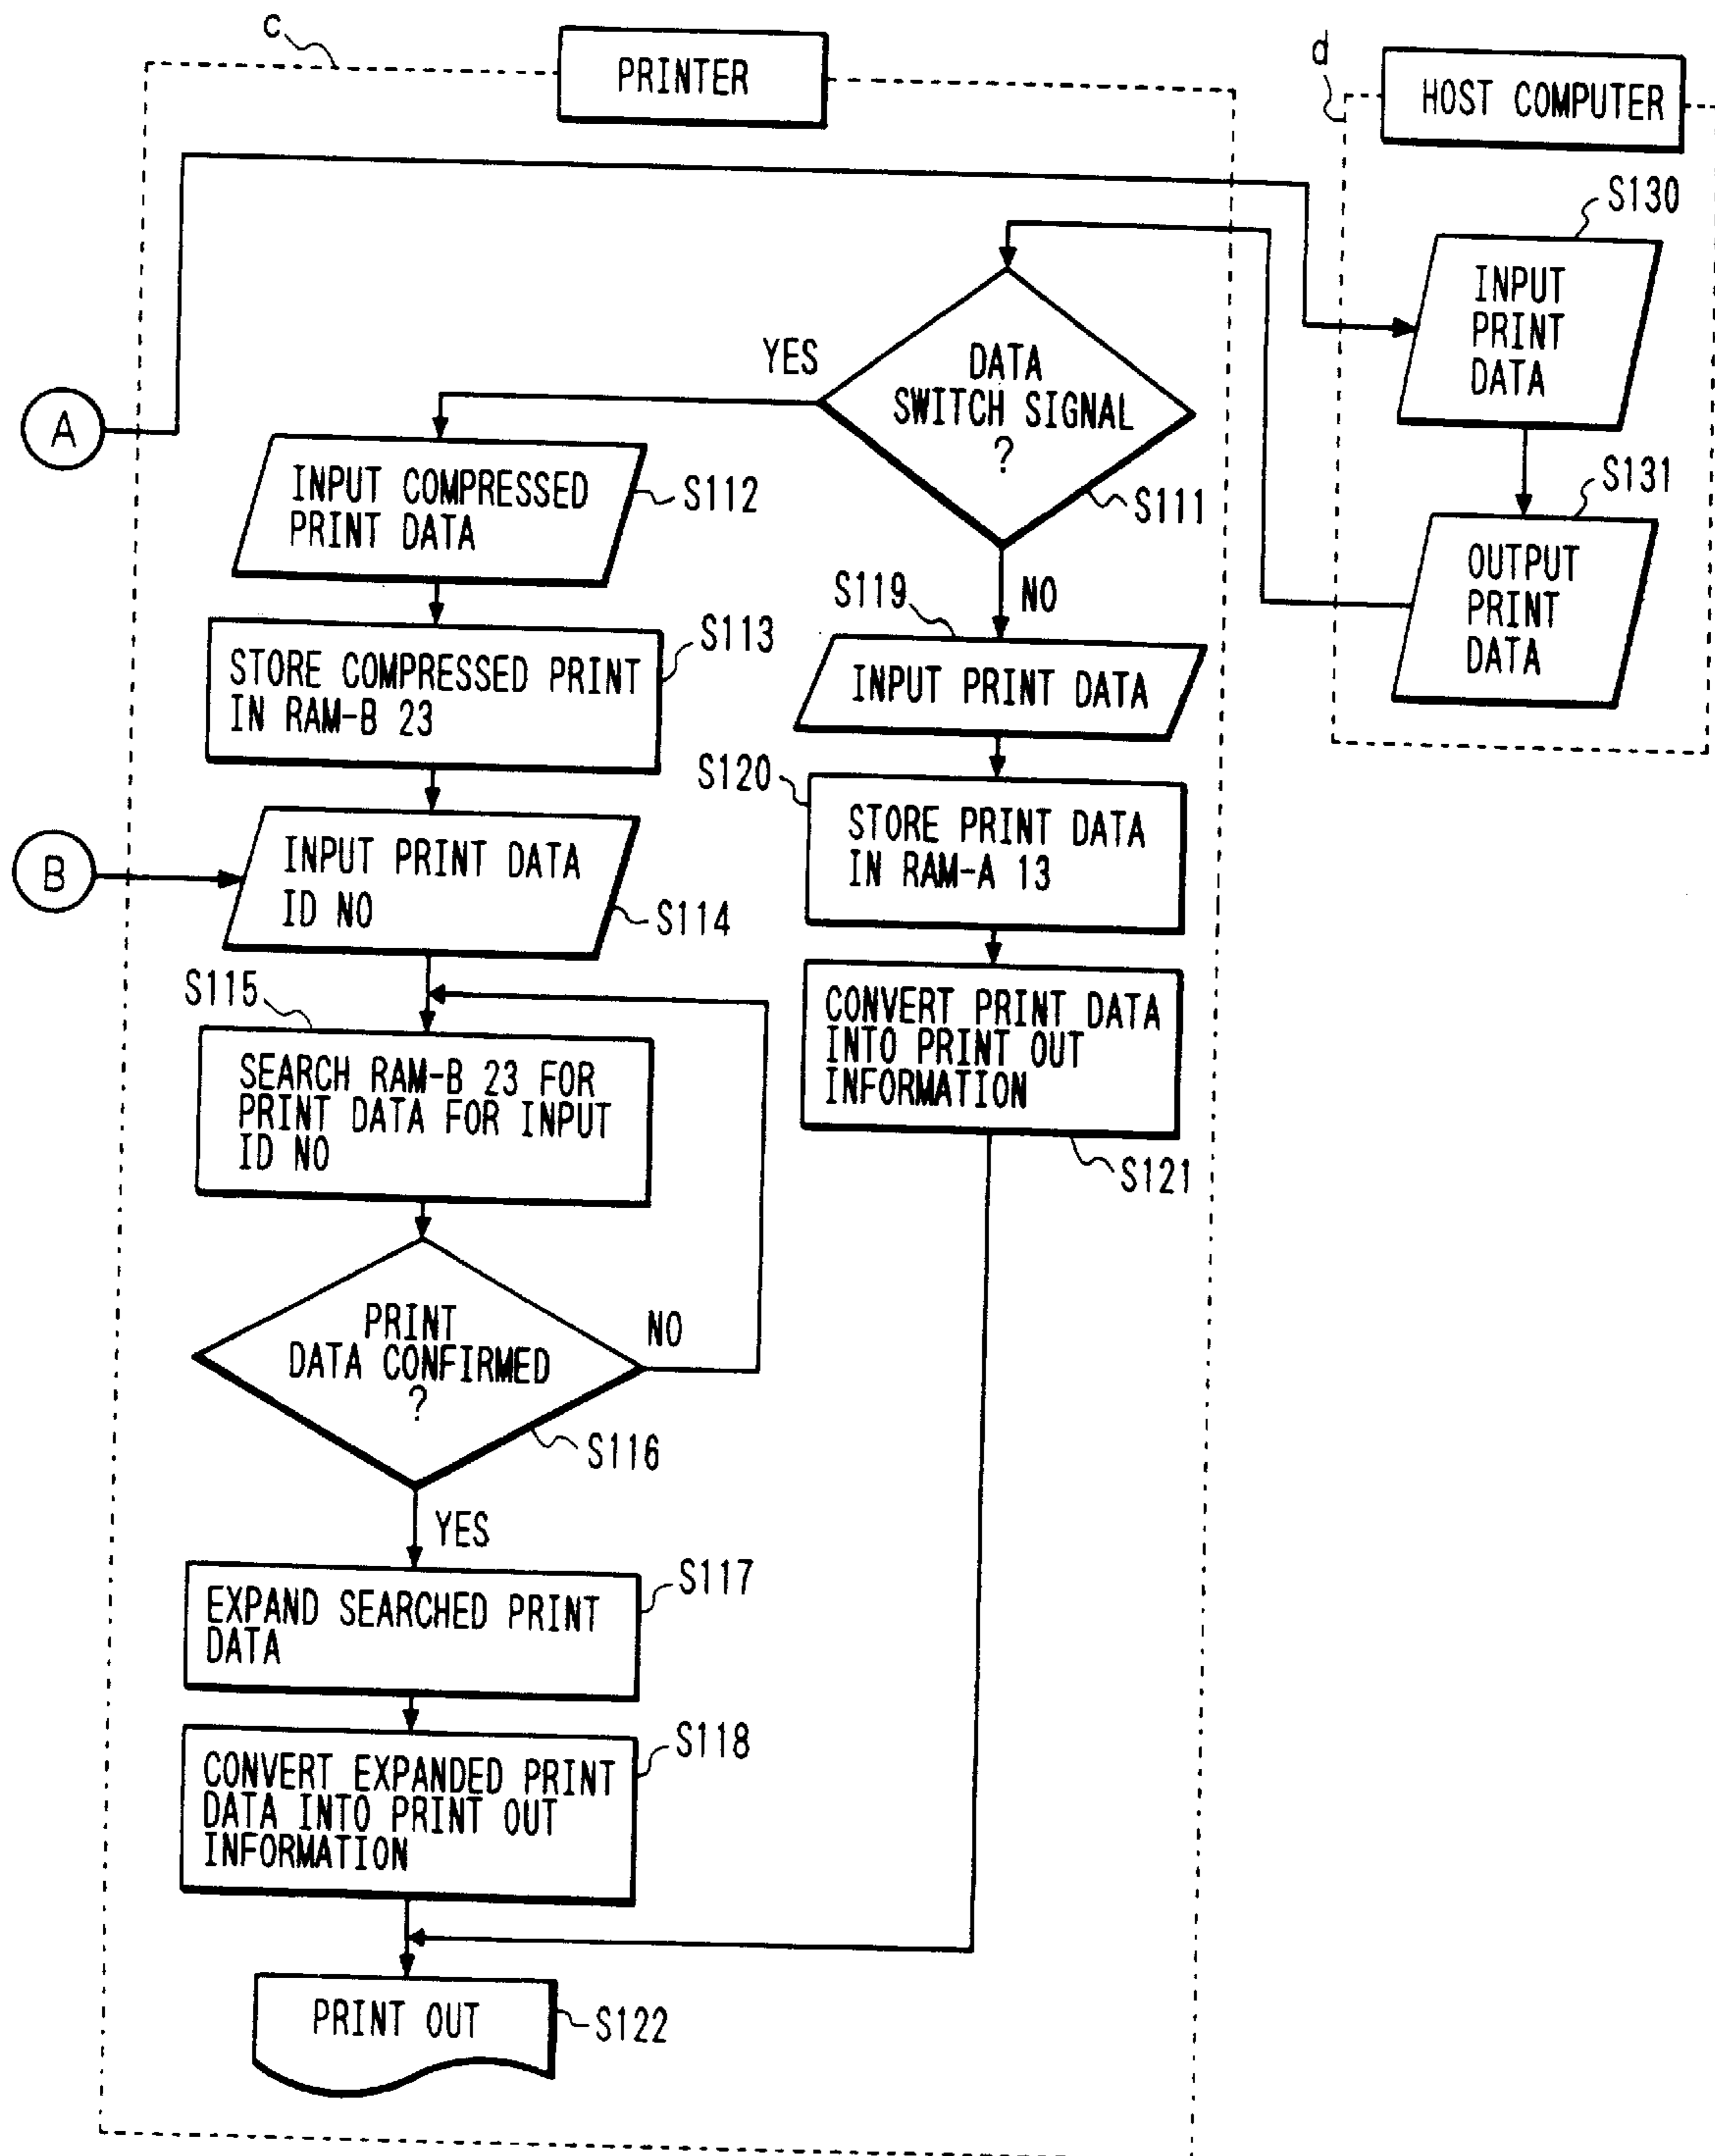 c
PRINTER
d
HOST COMPUTER
S130
INPUT
PRINT
DATA
S131
OUTPUT
PRINT
DATA
A
YES
DATA
SWITCH SIGNAL
?
S111
NO
INPUT COMPRESSED
PRINT DATA
S112
STORE COMPRESSED PRINT
IN RAM-B 23
S113
B
INPUT PRINT DATA
ID NO
S114
S115
SEARCH RAM-B 23 FOR
PRINT DATA FOR INPUT
ID NO
PRINT
DATA CONFIRMED
?
NO
S116
YES
EXPAND SEARCHED PRINT
DATA
S117
CONVERT EXPANDED PRINT
DATA INTO PRINT OUT
INFORMATION
S118
S119
INPUT PRINT DATA
S120
STORE PRINT DATA
IN RAM-A 13
CONVERT PRINT DATA
INTO PRINT OUT
INFORMATION
S121
PRINT OUT
S122